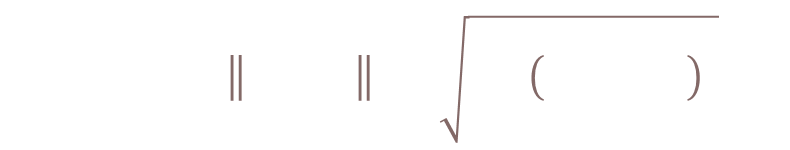 ‖ ‖ √( )